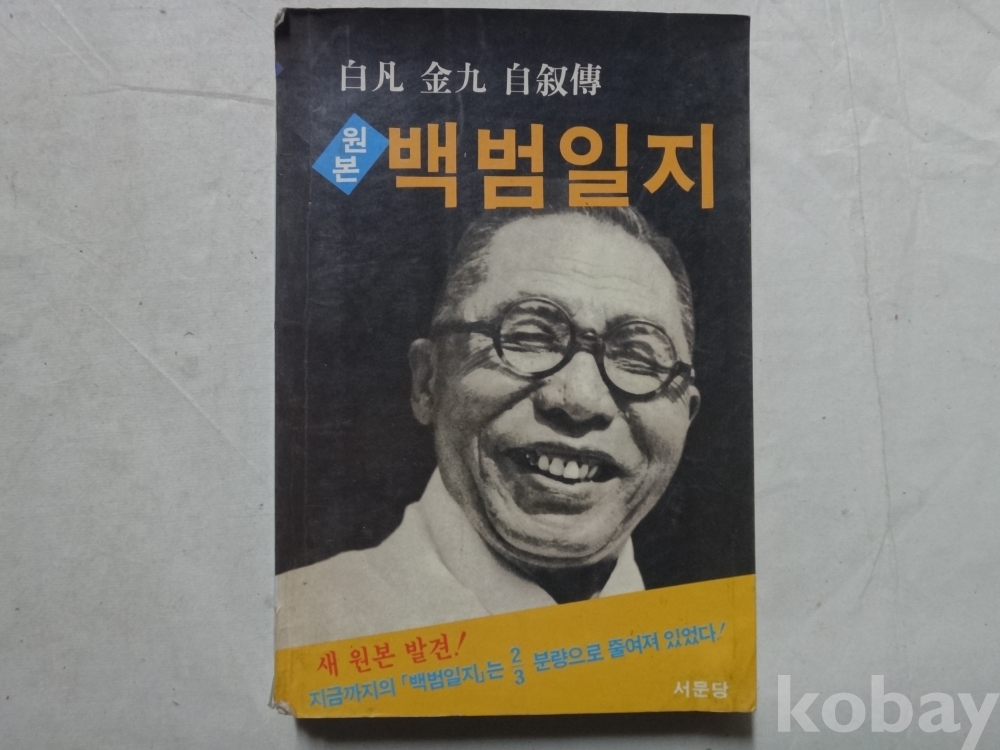 白凡 金九 自叙傳
원본
백범일지
새 원본 발견!
지금까지의 「백범일지」는 2/3 분량으로 줄여져 있었다!
서문당
kobay